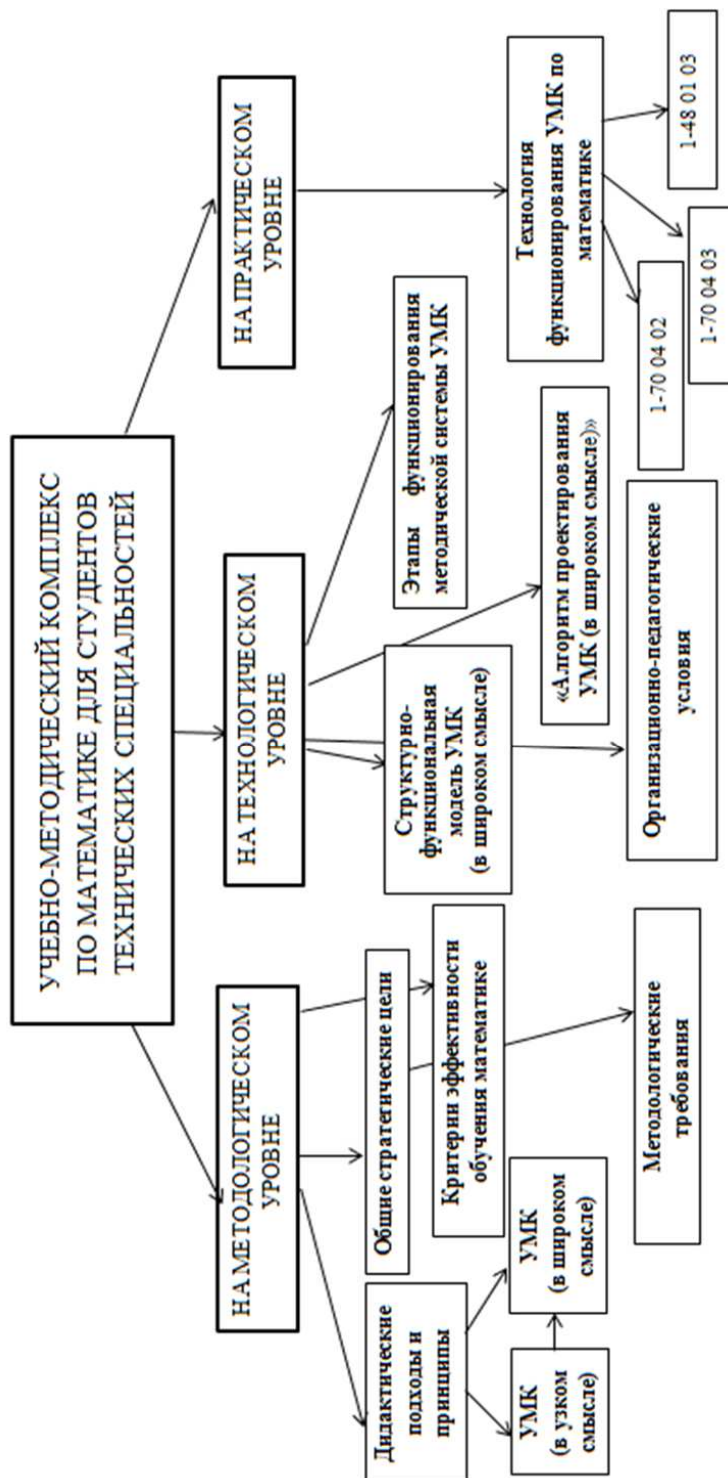 УЧЕБНО-МЕТОДИЧЕСКИЙ КОМПЛЕКС
ПО МАТЕМАТИКЕ ДЛЯ СТУДЕНТОВ
ТЕХНИЧЕСКИХ СПЕЦИАЛЬНОСТЕЙ
НА МЕТОДОЛОГИЧЕСКОМ
УРОВНЕ
НА ТЕХНОЛОГИЧЕСКОМ
УРОВНЕ
НА ПРАКТИЧЕСКОМ
УРОВНЕ
Дидактические
подходы и
принципы
Общие стратегические цели
Критерии эффективности
обучения математике
УМК
(в узком
смысле)
УМК
(в широком
смысле)
Методологические
требования
Структурно-
функциональная
модель УМК
(в широком смысле)
Этапы функционирования
методической системы УМК
«Алгоритм проектирования
УМК (в широком смысле)»
Организационно-педагогические
условия
Технология
функционирования УМК по
математике
1-70 04 02
1-70 04 03
1-48 01 03